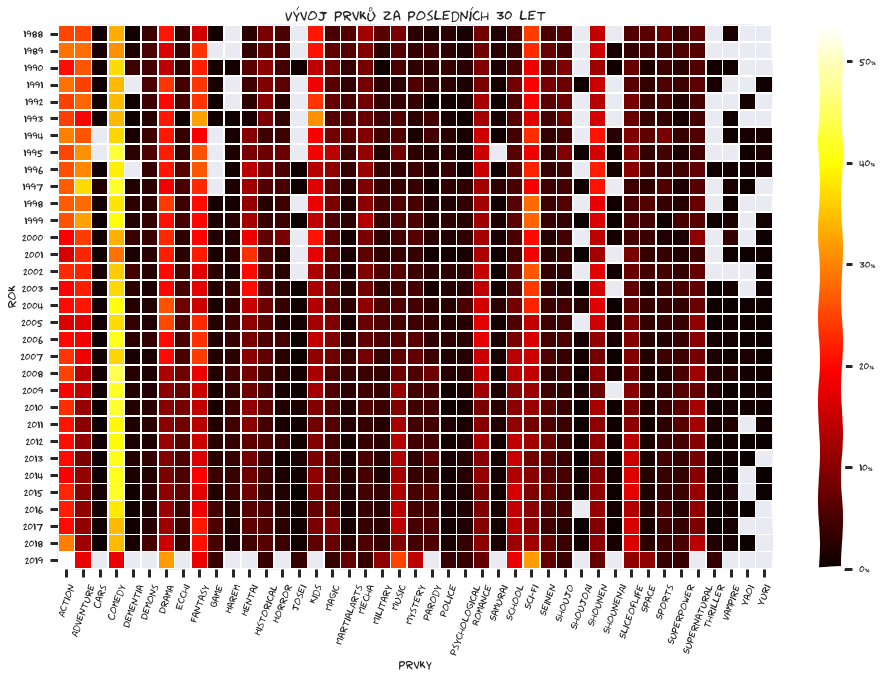 VÝVOJ PRVKŮ ZA POSLEDNÍCH 30 LET
ROK
1988
1989
1990
1991
1992
1993
1994
1995
1996
1997
1998
1999
2000
2001
2002
2003
2004
2005
2006
2007
2008
2009
2010
2011
2012
2013
2014
2015
2016
2017
2018
2019
50%
40%
30%
20%
10%
0%
ACTION
ADVENTURE
CARS
COMEDY
DEMENTIA
DEMONS
DRAMA
ECCHI
FANTASY
GAME
HAREM
HENTAI
HISTORICAL
HORROR
JOSEI
KIDS
MAGIC
MARTIALARTS
MECHA
MILITARY
MUSIC
MYSTERY
PARODY
POLICE
PSYCHOLOGICAL
ROMANCE
SAMURAI
SCHOOL
SCI-FI
SEINEN
SHOUJO
SHOUJOAI
SHOUNEN
SHOUNENAI
SLICEOFLIFE
SPACE
SPORTS
SUPERPOWER
SUPERNATURAL
THRILLER
VAMPIRE
YAOI
YURI
PRVKY